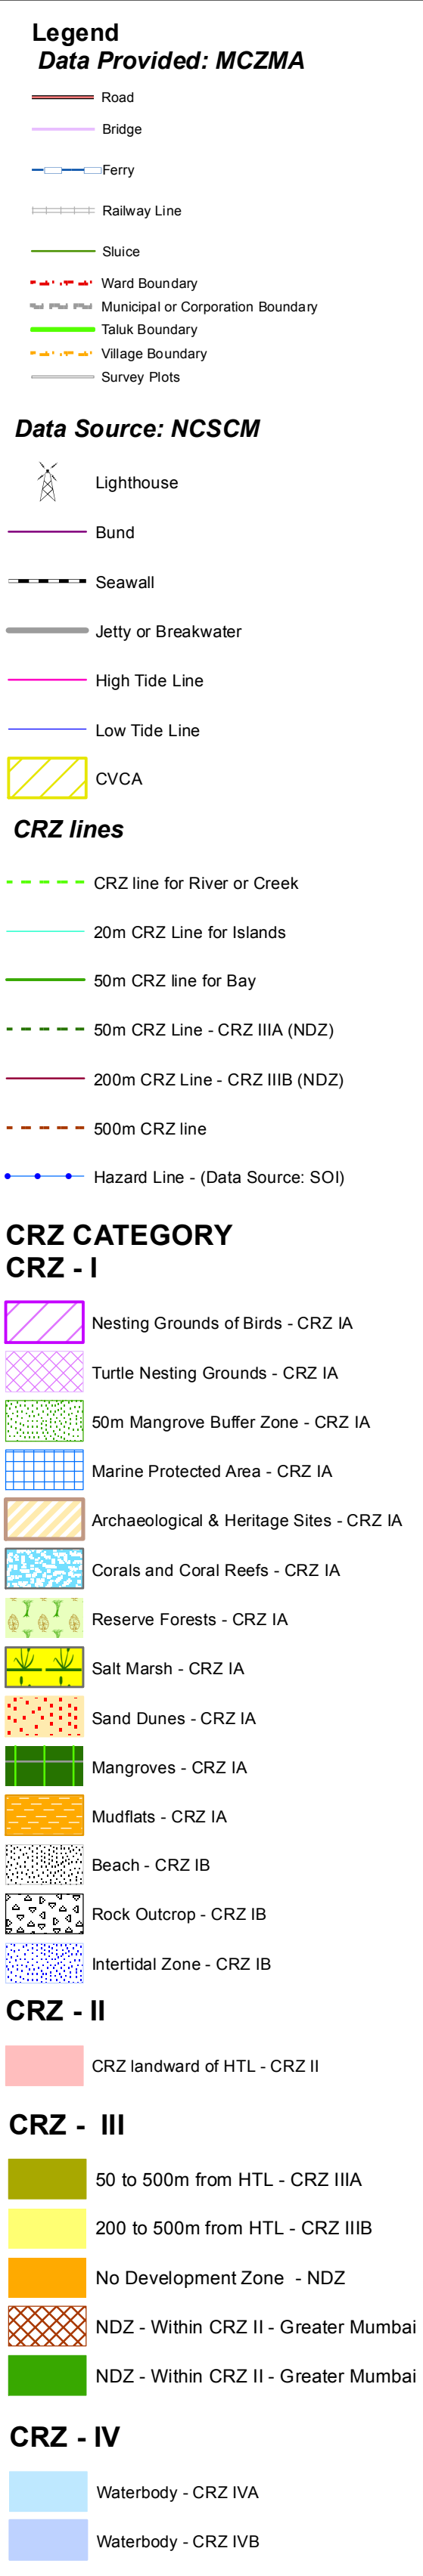 Legend
Data Provided: MCZMA
Road
Bridge
Ferry
Railway Line
Sluice
Ward Boundary
Municipal or Corporation Boundary
Taluk Boundary
Village Boundary
Survey Plots
Data Source: NCSCM
Lighthouse
Bund
Seawall
Jetty or Breakwater
High Tide Line
Low Tide Line
CVCA
CRZ lines
CRZ line for River or Creek
20m CRZ Line for Islands
50m CRZ line for Bay
50m CRZ Line - CRZ IIIA (NDZ)
200m CRZ Line - CRZ IIIB (NDZ)
500m CRZ line
Hazard Line - (Data Source: SOI)
CRZ CATEGORY
CRZ - I
Nesting Grounds of Birds - CRZ IA
Turtle Nesting Grounds - CRZ IA
50m Mangrove Buffer Zone - CRZ IA
Marine Protected Area - CRZ IA
Archaeological & Heritage Sites - CRZ IA
Corals and Coral Reefs - CRZ IA
Reserve Forests - CRZ IA
Salt Marsh - CRZ IA
Sand Dunes - CRZ IA
Mangroves - CRZ IA
Mudflats - CRZ IA
Beach - CRZ IB
Rock Outcrop - CRZ IB
Intertidal Zone - CRZ IB
CRZ - II
CRZ landward of HTL - CRZ II
CRZ - III
50 to 500m from HTL - CRZ IIIA
200 to 500m from HTL - CRZ IIIB
No Development Zone - NDZ
NDZ - Within CRZ II - Greater Mumbai
NDZ - Within CRZ II - Greater Mumbai
CRZ - IV
Waterbody - CRZ IVA
Waterbody - CRZ IVB